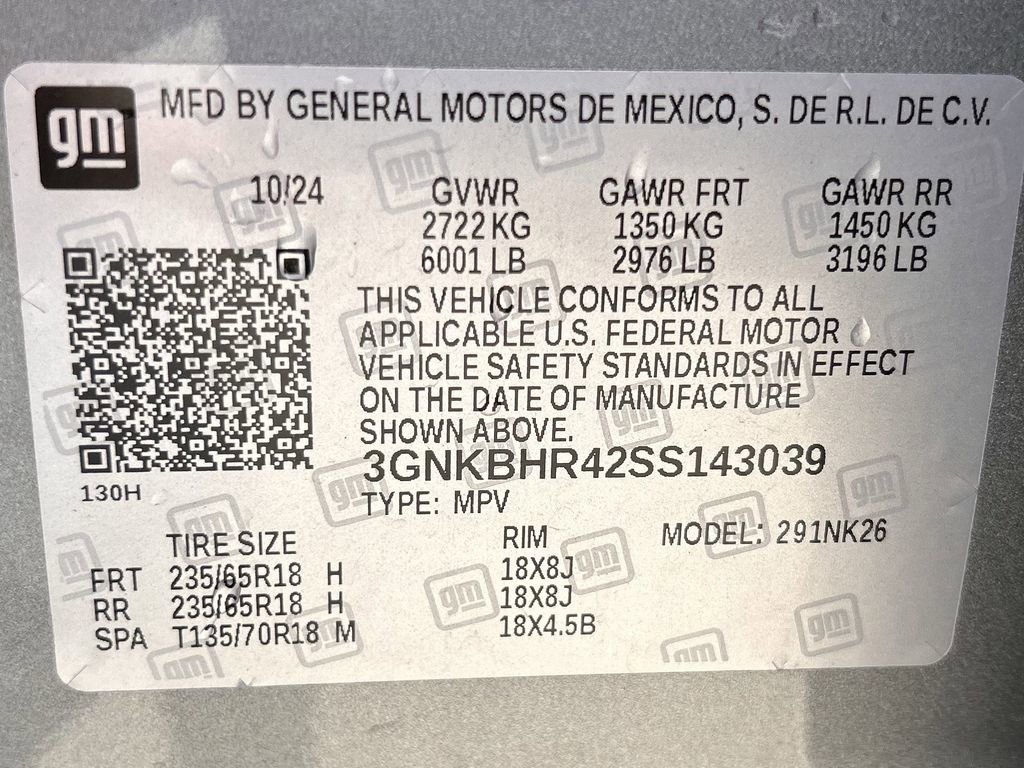 gm
MFD BY GENERAL MOTORS DE MEXICO, S. DE R.L. DE C.V.
10/24 GVWR GAWR FRT GAWR RR
2722 KG 1350 KG 1450 KG
6001 LB 2976 LB 3196 LB
THIS VEHICLE CONFORMS TO ALL
APPLICABLE U.S. FEDERAL MOTOR
VEHICLE SAFETY STANDARDS IN EFFECT
ON THE DATE OF MANUFACTURE
SHOWN ABOVE.
3GNKBHR42SS143039
130H
TYPE: MPV
TIRE SIZE RIM MODEL: 291NK26
FRT 235/65R18 H 18X8J
RR 235/65R18 H 18X8J
SPA T135/70R18 M 18X4.5B